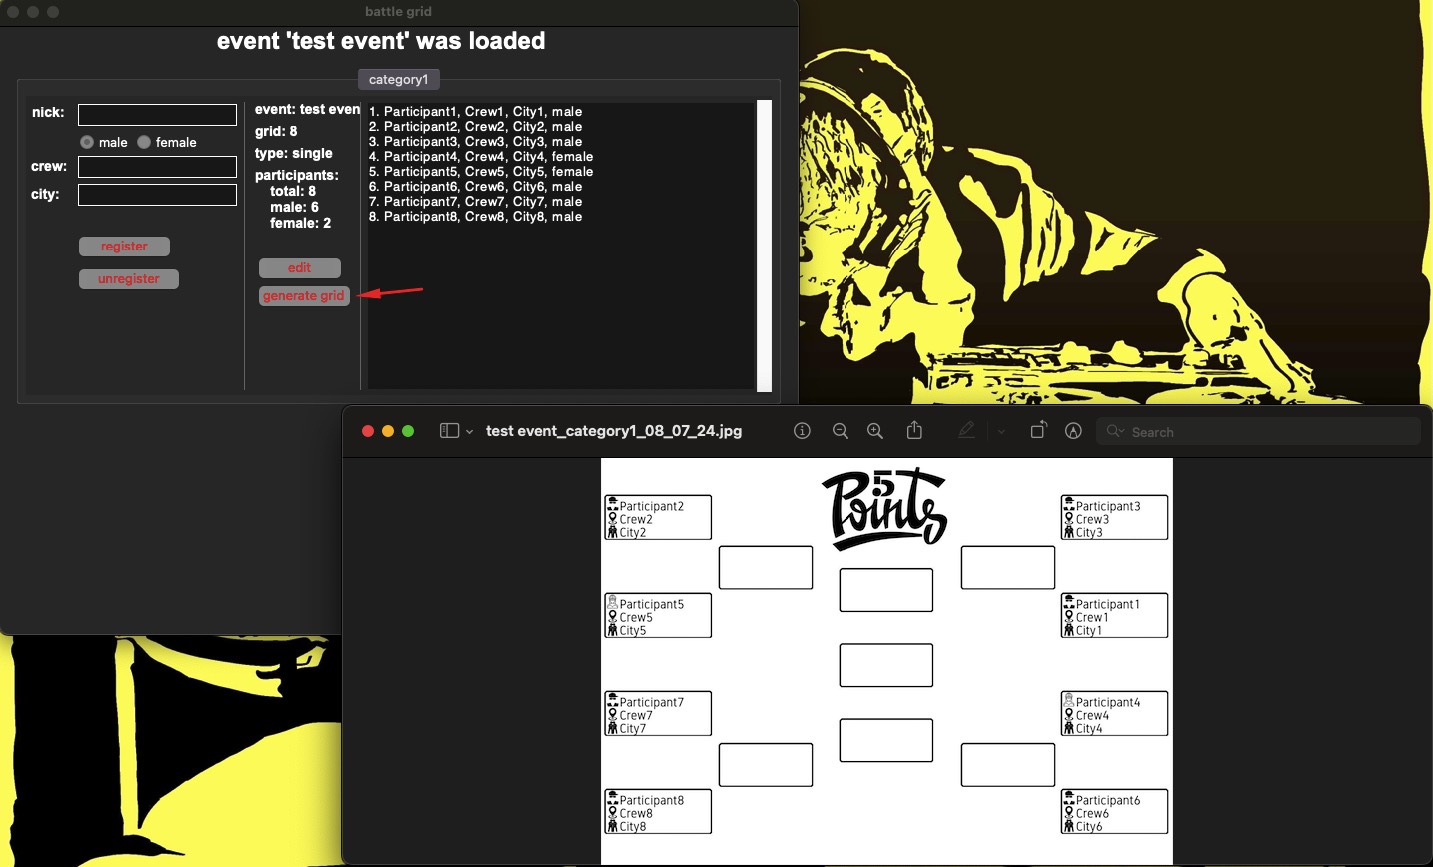 battle grid
event 'test event' was loaded
category1
nick:
male female
crew:
city:
register
unregister
event: test even
grid: 8
type: single
participants:
total: 8
male: 6
female: 2
edit
generate grid
1. Participant1, Crew1, City1, male
2. Participant2, Crew2, City2, male
3. Participant3, Crew3, City3, male
4. Participant4, Crew4, City4, female
5. Participant5, Crew5, City5, female
6. Participant6, Crew6, City6, male
7. Participant7, Crew7, City7, male
8. Participant8, Crew8, City8, male
test event_category1_08_07_24.jpg
Search
5
Points
Participant2
Crew2
City2
Participant5
Crew5
City5
Participant7
Crew7
City7
Participant8
Crew8
City8
Participant3
Crew3
City3
Participant1
Crew1
City1
Participant4
Crew4
City4
Participant6
Crew6
City6